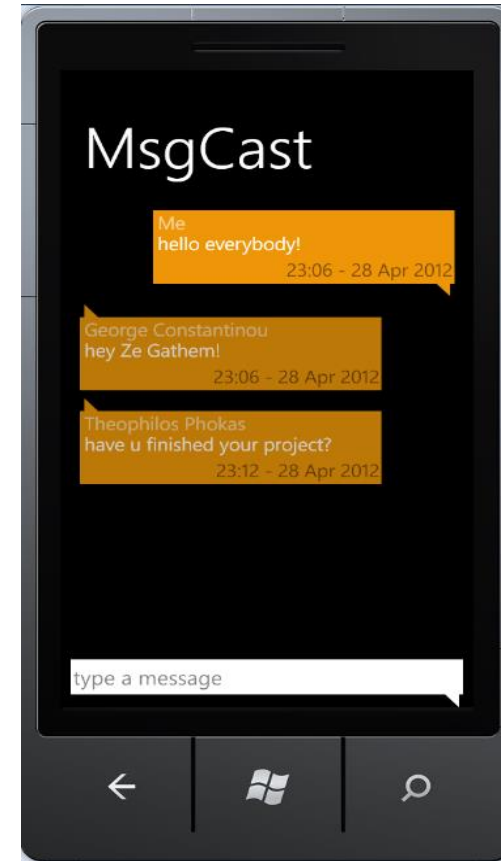 MsgCast
Me
hello everybody!
23:06 - 28 Apr 2012
George Constantinou
hey Ze Gathem!
23:06 - 28 Apr 2012
Theophilos Phokas
have u finished your project?
23:12 - 28 Apr 2012
type a message